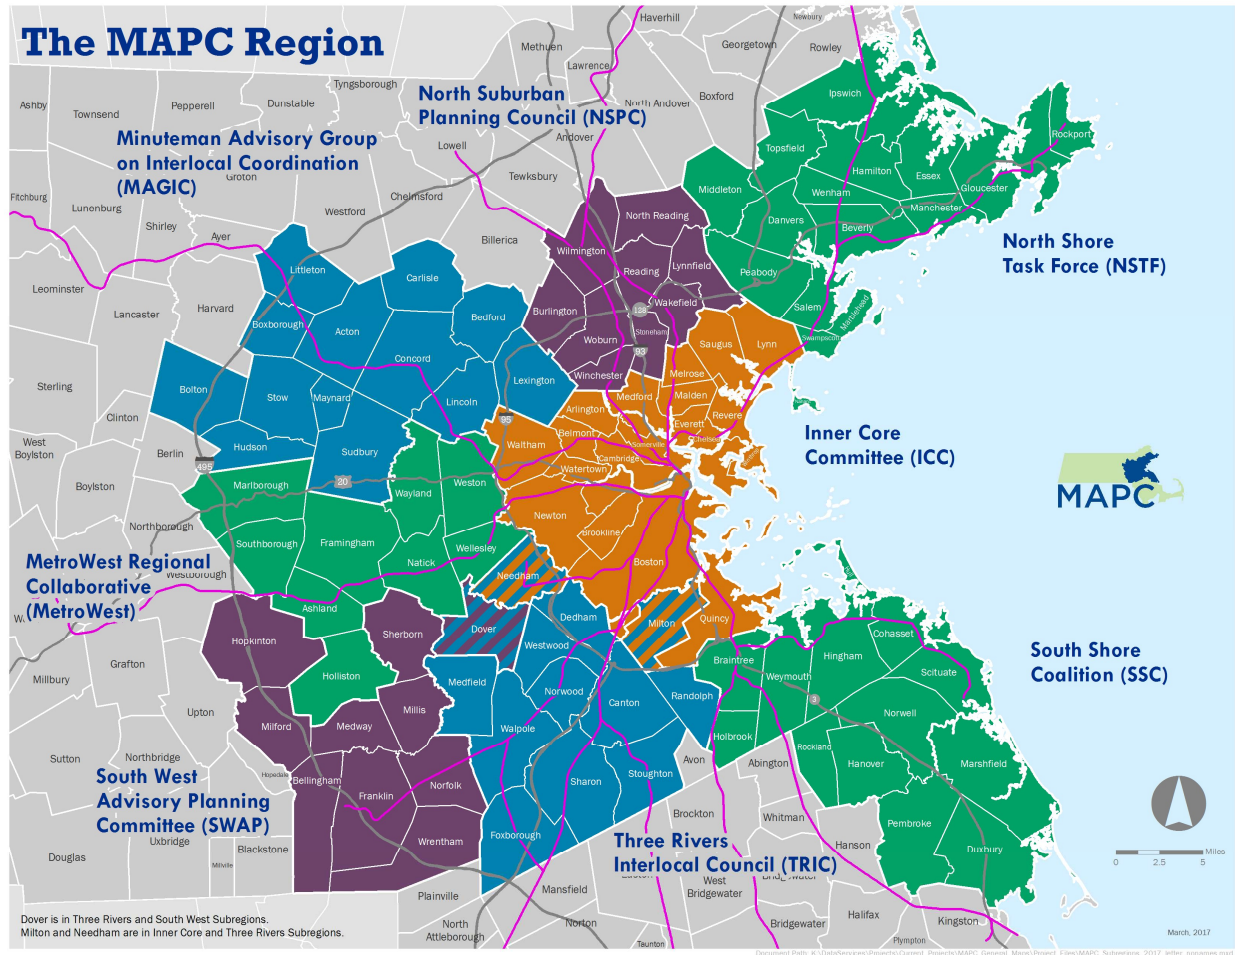 The MAPC Region
Haverhill
Newbury
Methuen
Georgetown
Rowley
Lawrence
Tyngsborough
North Suburban
Planning Council (NSPC)
North Andover
Boxford
Ipswich
Ashby
Townsend
Pepperell
Dunstable
Minuteman Advisory Group
on Interlocal Coordination
(MAGIC)
Groton
Lowell
Andover
Tewksbury
Topsfield
Rockport
Hamilton
Essex
Gloucester
Middleton
Wenham
Manchester
Danvers
Beverly
Fitchburg
Lunenburg
Shirley
Ayer
Westford
Chelmsford
Billerica
North Reading
Wilmington
Reading
Lynnfield
Peabody
North Shore
Task Force (NSTF)
Littleton
Carlisle
Leominster
Lancaster
Harvard
Boxborough
Acton
Bedford
Burlington
Wakefield
128
Stoneham
Woburn
93
Winchester
Salem
Marblehead
Swampscott
Saugus
Lynn
Concord
Lexington
Melrose
Medford
Malden
Sterling
Clinton
Bolton
Stow
Maynard
Lincoln
Arlington
Revere
Everett
Chelsea
Belmont
Somerville
Cambridge
Winthrop
95
Waltham
Watertown
Inner Core
Committee (ICC)
West
Boylston
Berlin
Hudson
Sudbury
495
20
Boylston
Marlborough
Wayland
Weston
MAPC
Newton
Brookline
Northborough
Southborough
Framingham
Natick
Wellesley
Boston
MetroWest Regional
Collaborative
(MetroWest)
Westborough
Needham
Ashland
Dedham
Milton
Quincy
Hopkinton
Sherborn
Dover
Westwood
Cohasset
Braintree
Hingham
Scituate
South Shore
Coalition (SSC)
Grafton
Millbury
Holliston
Medfield
Norwood
Canton
Randolph
Weymouth
3
Norwell
Upton
Milford
Medway
Millis
Walpole
Holbrook
Rockland
Hanover
Marshfield
Sutton
Northbridge
Hopedale
Bellingham
Franklin
Norfolk
Sharon
Stoughton
Avon
Abington
South West
Advisory Planning
Committee (SWAP)
Uxbridge
Wrentham
Foxborough
Brockton
Whitman
Pembroke
Duxbury
Hanson
Miles
0 2.5 5
Douglas
Millville
Blackstone
Three Rivers
Interlocal Council (TRIC)
Easton
West
Bridgewater
Plainville
Mansfield
Halifax
Kingston
Bridgewater
North
Attleboro
Norton
Taunton
Plympton
Dover is in Three Rivers and South West Subregions.
Milton and Needham are in Inner Core and Three Rivers Subregions.
March, 2017